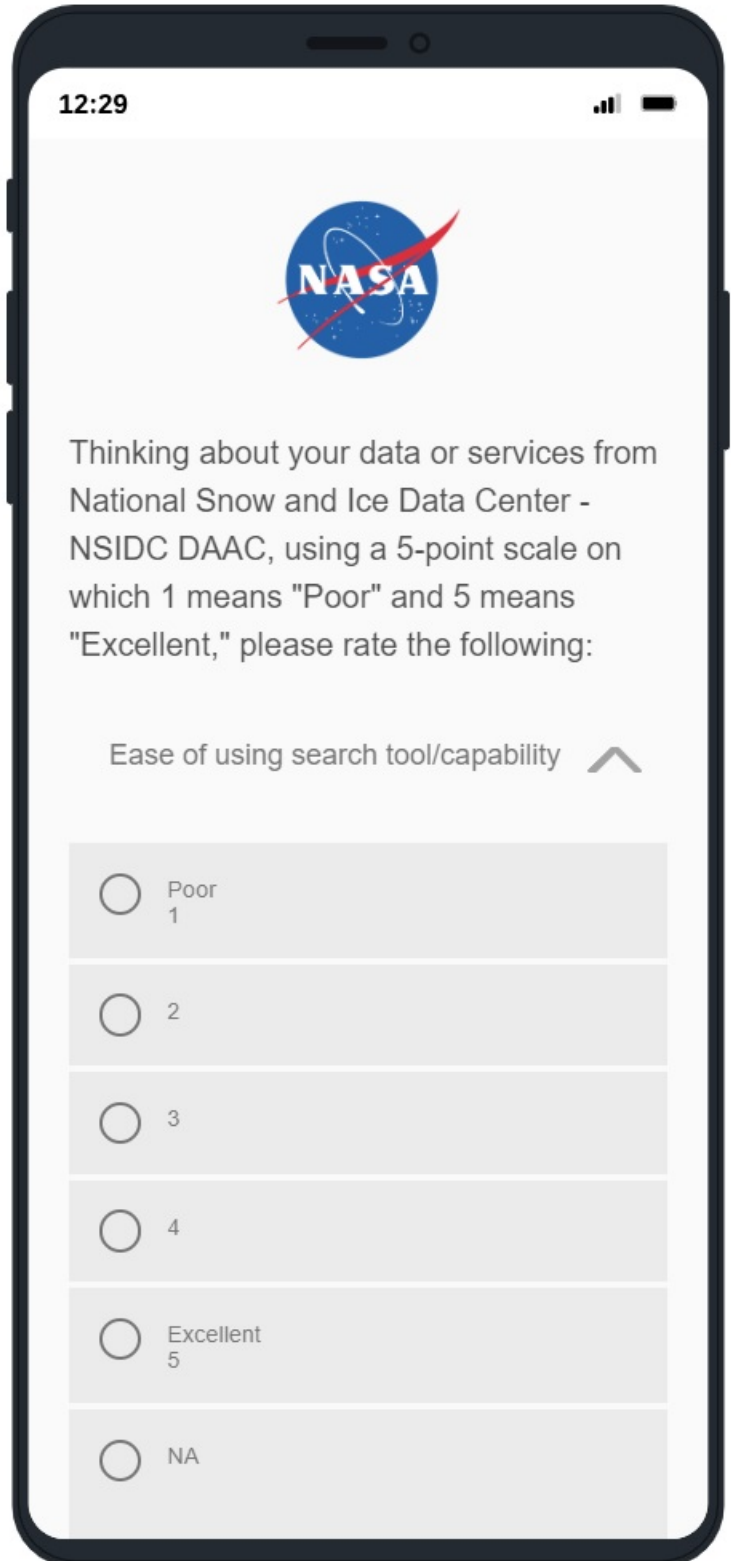 12:29
NASA
Thinking about your data or services from
National Snow and Ice Data Center -
NSIDC DAAC, using a 5-point scale on
which 1 means "Poor" and 5 means
"Excellent," please rate the following:
Ease of using search tool/capability
Poor
1
2
3
4
Excellent
5
NA